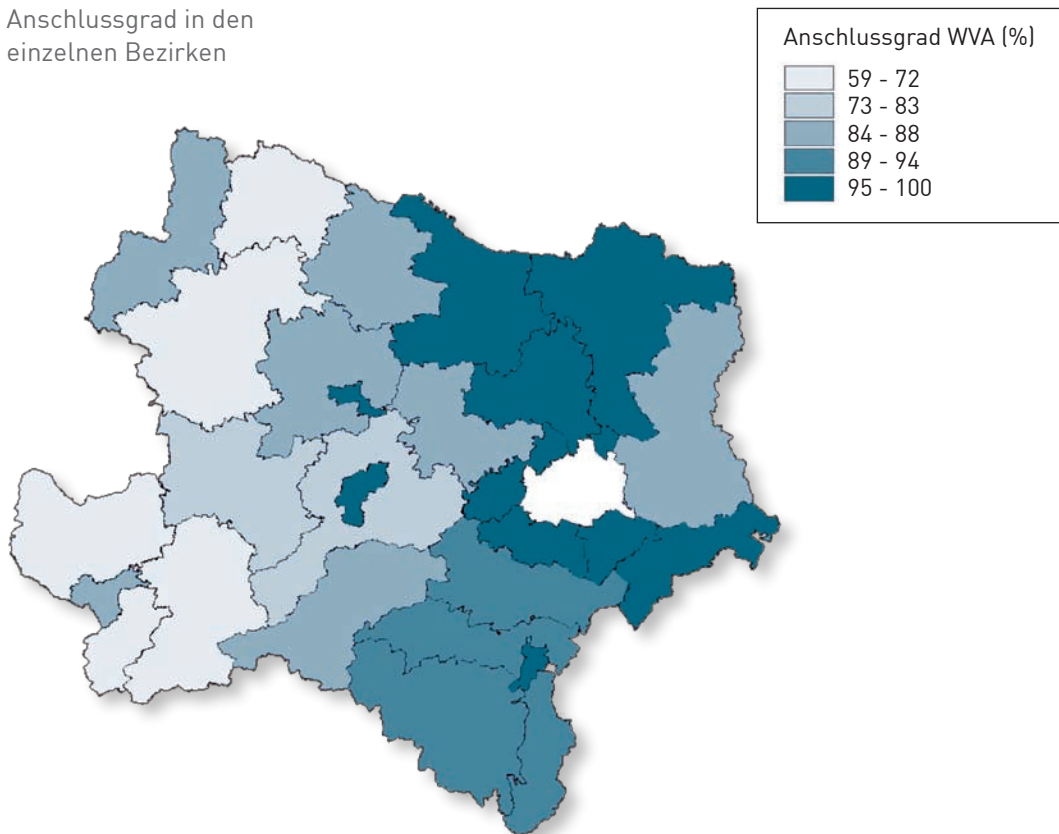 Anschlussgrad in den
einzelnen Bezirken
Anschlussgrad WVA (%)
59 - 72
73 - 83
84 - 88
89 - 94
95 - 100